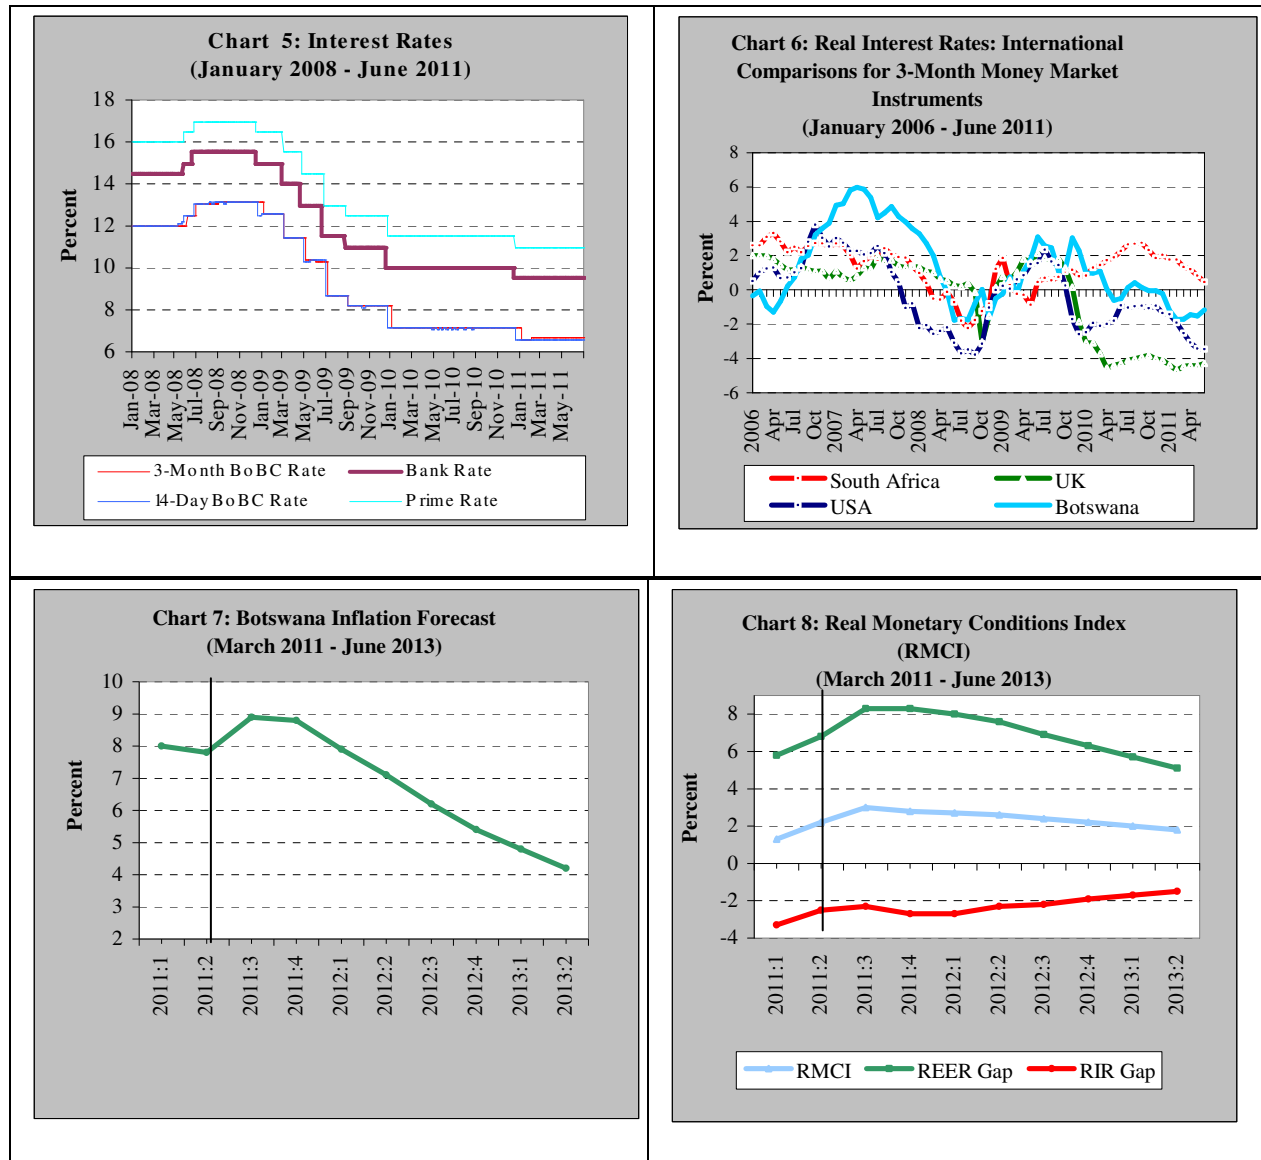 Chart 5: Interest Rates
(January 2008 - June 2011)
18
16
14
12
10
8
6
Percent
Jan-08
Mar-08
May-08
Jul-08
Sep-08
Nov-08
Jan-09
Mar-09
May-09
Jul-09
Sep-09
Nov-09
Jan-10
Mar-10
May-10
Jul-10
Sep-10
Nov-10
Jan-11
Mar-11
May-11
3-Month BoBC Rate
Bank Rate
14-Day BoBC Rate
Prime Rate
Chart 6: Real Interest Rates: International
Comparisons for 3-Month Money Market
Instruments
(January 2006 - June 2011)
8
6
4
2
0
-2
-4
-6
Percent
2006
Apr
Jul
Oct
2007
Apr
Jul
Oct
2008
Apr
Jul
Oct
2009
Apr
Jul
Oct
2010
Apr
Jul
Oct
2011
Apr
South Africa
UK
USA
Botswana
Chart 7: Botswana Inflation Forecast
(March 2011 - June 2013)
10
9
8
7
6
5
4
3
2
Percent
2011:1
2011:2
2011:3
2011:4
2012:1
2012:2
2012:3
2012:4
2013:1
2013:2
Chart 8: Real Monetary Conditions Index
(RMCI)
(March 2011 - June 2013)
8
6
4
2
0
-2
-4
Percent
2011:1
2011:2
2011:3
2011:4
2012:1
2012:2
2012:3
2012:4
2013:1
2013:2
RMCI
REER Gap
RIR Gap